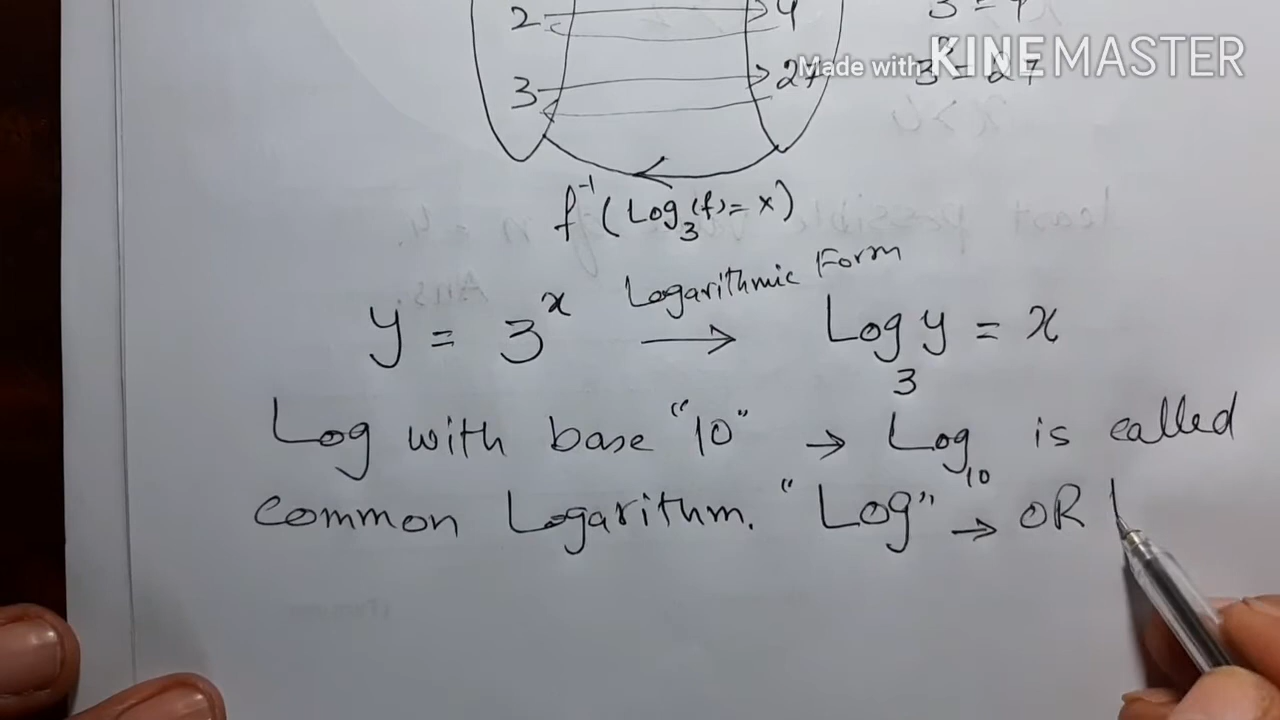 2 4
Made with KINEMASTER
3 27
f⁻¹ (Log₃(f) = x)
y = 3ˣ Logarithmic Form → Log₃ y = x
Log with base "10" → Log₁₀ is called
common Logarithm. "Log" → OR